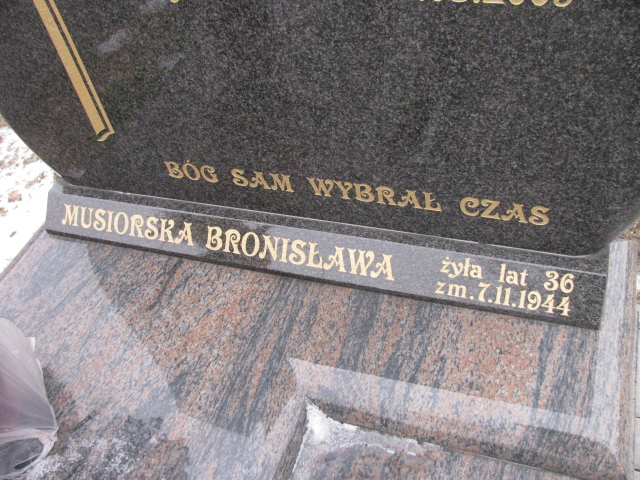 BÓG SAM WYBRAŁ CZAS
MUSIORSKA BRONISŁAWA
żyła lat 36
zm.7.11.1944